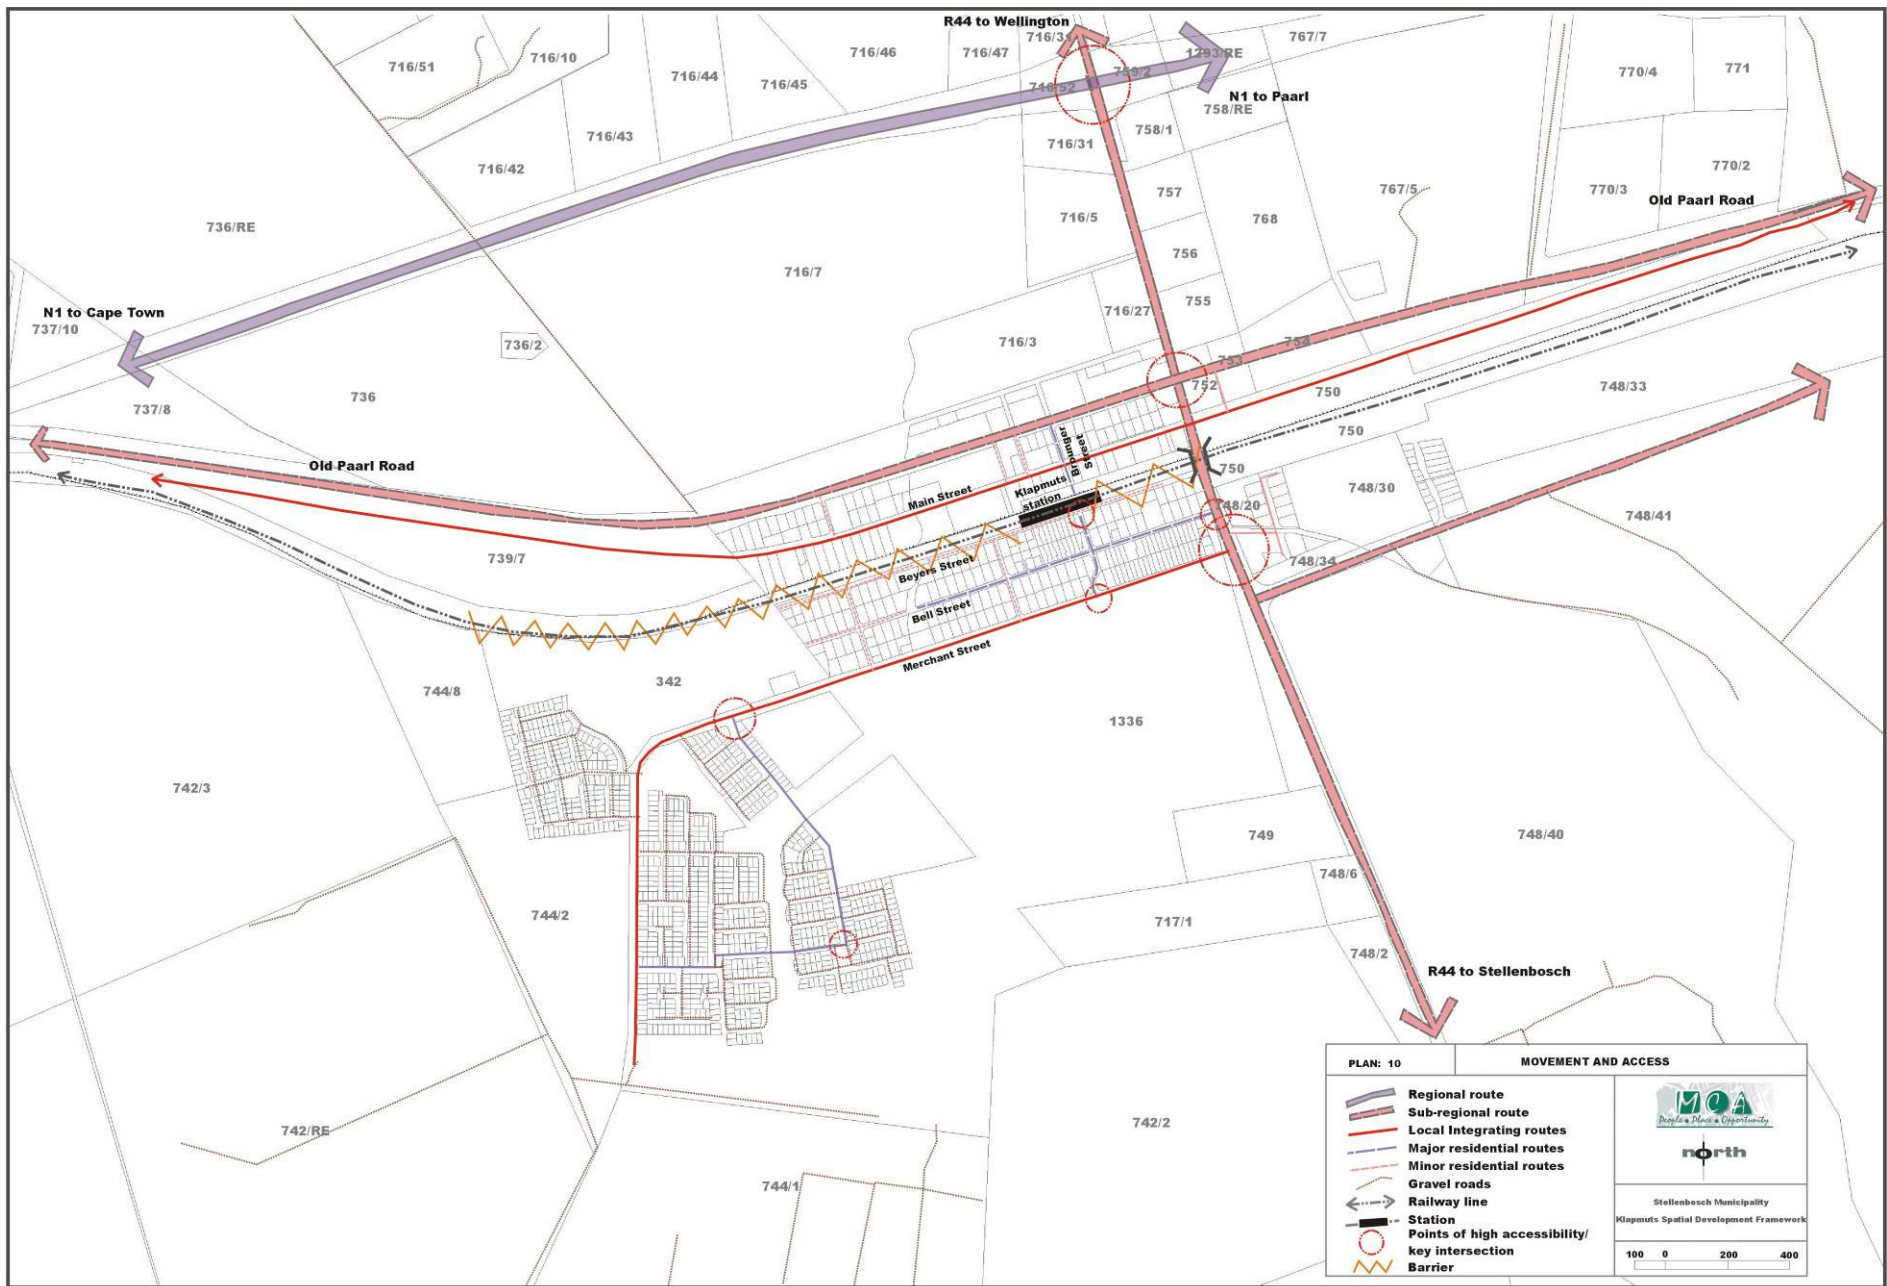 R44 to Wellington
716/46
716/47
716/31
1293/RE
767/7
716/51
716/10
716/44
716/45
716/52
759/2
770/4
771
N1 to Paarl
758/RE
716/43
716/31
758/1
716/42
757
767/5
770/3
770/2
Old Paarl Road
736/RE
716/5
768
756
716/7
755
N1 to Cape Town
737/10
716/27
736/2
716/3
754
753
752
736
737/8
750
748/33
Brounger
Street
750
Old Paarl Road
750
Main Street
Klapmuts
station
748/20
748/30
748/41
739/7
Beyers Street
748/34
Bell Street
Merchant Street
744/8
342
1336
742/3
749
748/40
748/6
744/2
717/1
748/2
R44 to Stellenbosch
742/RE
742/2
744/1
PLAN: 10
MOVEMENT AND ACCESS
Regional route
Sub-regional route
Local Integrating routes
Major residential routes
Minor residential routes
Gravel roads
Railway line
Station
Points of high accessibility/
key intersection
Barrier
MCA
People Place Opportunity
north
Stellenbosch Municipality
Klapmuts Spatial Development Framework
100 0 200 400